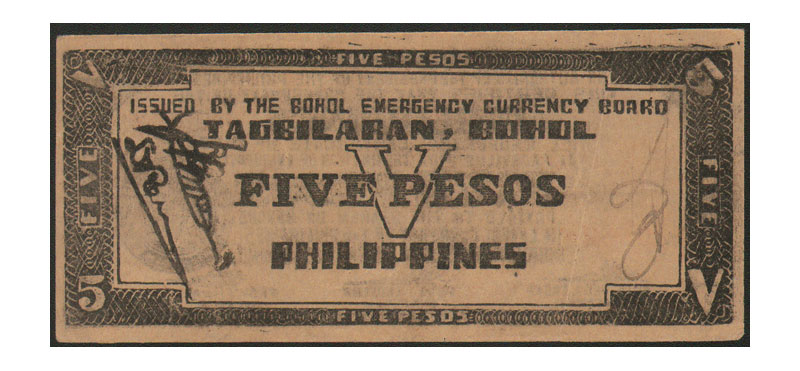 FIVE PESOS
V
5
ISSUED BY THE BOHOL EMERGENCY CURRENCY BOARD
TAGBILARAN, BOHOL
FIVE
V
FIVE PESOS
FIVE
PHILIPPINES
5
V
FIVE PESOS